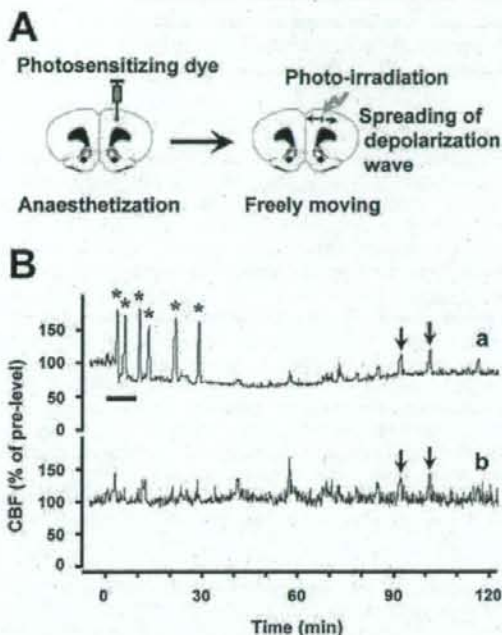 A
Photosensitizing dye
Photo-irradiation
Spreading of
depolarization
wave
Anaesthetization
Freely moving
B
* * * * * *
150
100
50
0
a
CBF (% of pre-level)
150
100
50
0
b
0 30 60 90 120
Time (min)